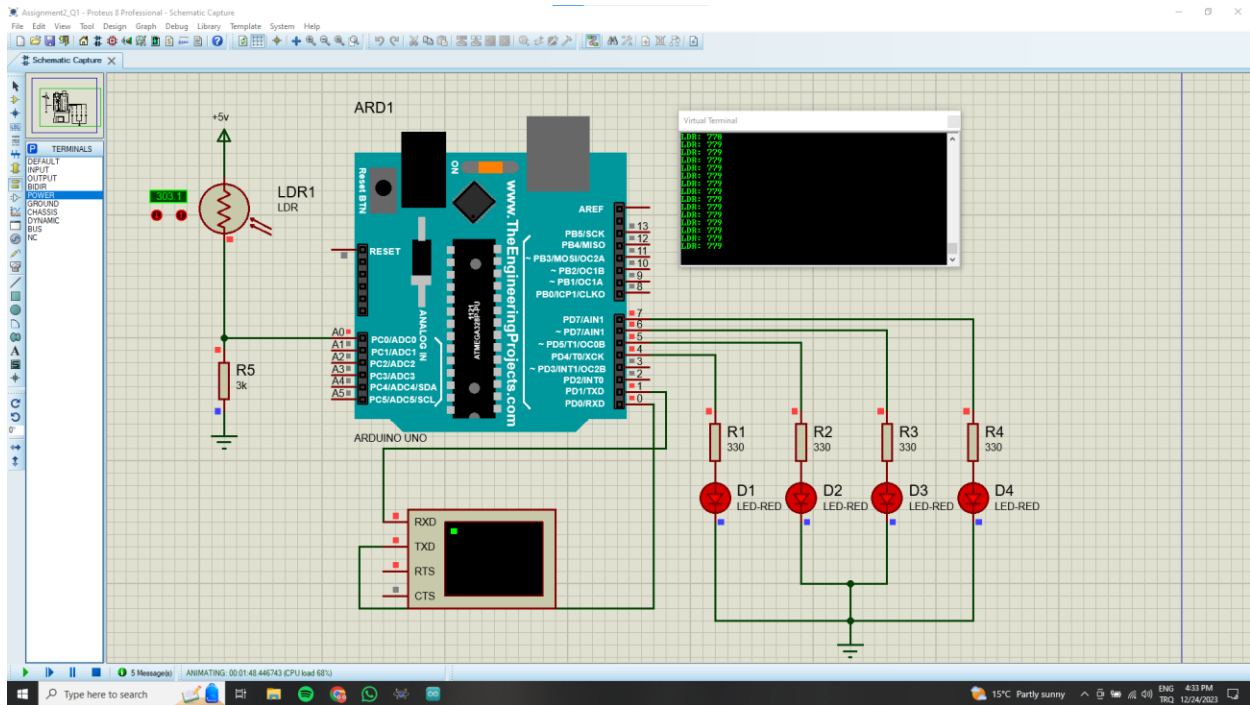 Assignment2_Q1 - Proteus 8 Professional - Schematic Capture
File Edit View Tool Design Graph Debug Library Template System Help
Schematic Capture
P TERMINALS
DEFAULT
INPUT
OUTPUT
BIDIR
POWER
GROUND
CHASSIS
DYNAMIC
BUS
NC
+5v
303.1
LDR1
LDR
R5
3k
ARD1
Reset BTN
ON
www.TheEngineeringProjects.com
ANALOG IN
ATMEGA328P-PU
1121
RESET
AREF
PB5/SCK
PB4/MISO
~ PB3/MOSI/OC2A
~ PB2/OC1B
~ PB1/OC1A
PB0/ICP1/CLKO
13
12
11
10
9
8
PD7/AIN1
~ PD7/AIN1
~ PD5/T1/OC0B
PD4/T0/XCK
~ PD3/INT1/OC2B
PD2/INT0
PD1/TXD
PD0/RXD
7
6
5
4
3
2
1
0
A0
A1
A2
A3
A4
A5
PC0/ADC0
PC1/ADC1
PC2/ADC2
PC3/ADC3
PC4/ADC4/SDA
PC5/ADC5/SCL
ARDUINO UNO
Virtual Terminal
LDR: 778
LDR: 779
LDR: 779
LDR: 779
LDR: 779
LDR: 779
LDR: 779
LDR: 779
LDR: 779
LDR: 779
LDR: 779
LDR: 779
LDR: 779
LDR: 779
RXD
TXD
RTS
CTS
R1
330
R2
330
R3
330
R4
330
D1
LED-RED
D2
LED-RED
D3
LED-RED
D4
LED-RED
5 Message(s)
ANIMATING: 00:01:48.446743 (CPU load 68%)
Type here to search
15°C Partly sunny
ENG
TRQ
4:33 PM
12/24/2023